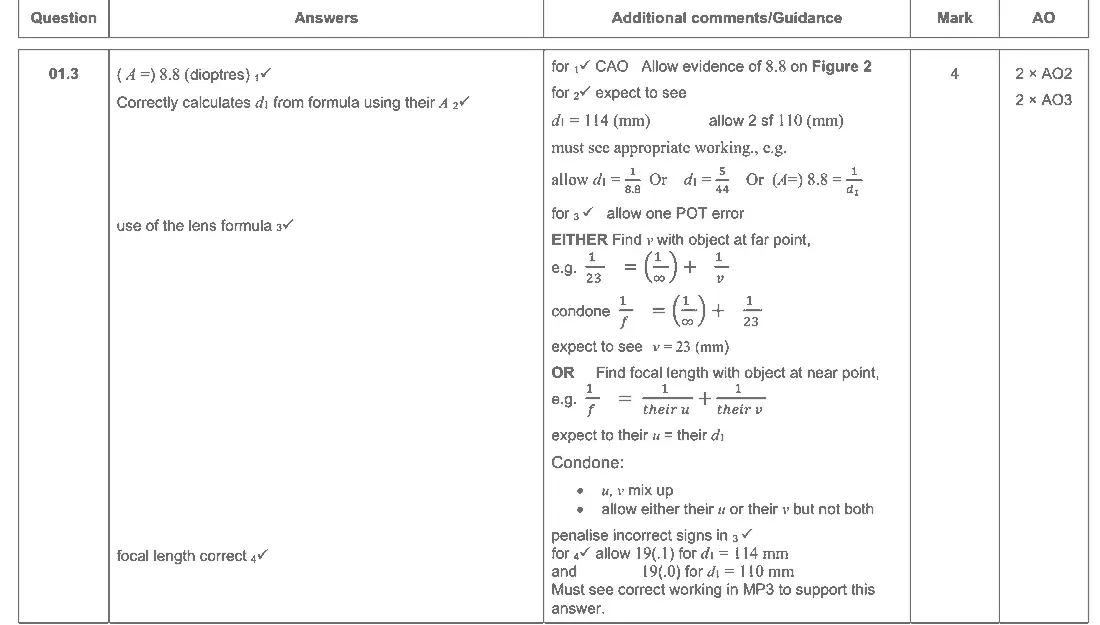 Question Answers Additional comments/Guidance Mark AO
01.3 ( A =) 8.8 (dioptres) 1✓ for 1✓ CAO Allow evidence of 8.8 on Figure 2 4 2 × AO2
Correctly calculates d1 from formula using their A 2✓ for 2✓ expect to see 2 × AO3
d1 = 114 (mm) allow 2 sf 110 (mm)
must see appropriate working., e.g.
allow d1 = 1/8.8 Or d1 = 5/44 Or (A=) 8.8 = 1/d1
for 3✓ allow one POT error
use of the lens formula 3✓
EITHER Find v with object at far point,
e.g. 1/23 = (1/∞) + 1/v
condone 1/f = (1/∞) + 1/23
expect to see v = 23 (mm)
OR Find focal length with object at near point,
e.g. 1/f = 1/their u + 1/their v
expect to their u = their d1
Condone:
• u, v mix up
• allow either their u or their v but not both
penalise incorrect signs in 3✓
focal length correct 4✓ for 4✓ allow 19(.1) for d1 = 114 mm
and 19(.0) for d1 = 110 mm
Must see correct working in MP3 to support this
answer.